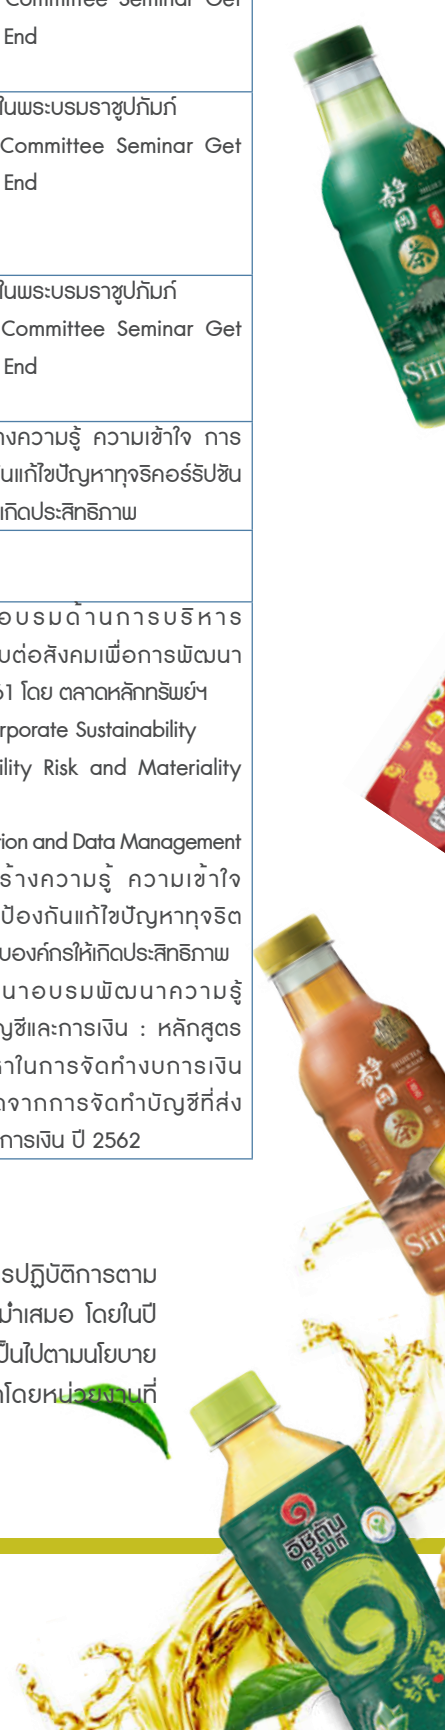 Committee Seminar Get
End
ในพระบรมราชูปภัมภ์
Committee Seminar Get
End
ในพระบรมราชูปภัมภ์
Committee Seminar Get
End
างความรู้ ความเข้าใจ การ
นแก้ไขปัญหาทุจริคอร์รัปชัน
เกิดประสิทธิภาพ
อบรมด้านการบริหาร
บต่อสังคมเพื่อการพัฒนา
61 โดย ตลาดหลักทรัพย์ฯ
rporate Sustainability
ility Risk and Materiality
tion and Data Management
ร้างความรู้ ความเข้าใจ
ป้องกันแก้ไขปัญหาทุจริต
บองค์กรให้เกิดประสิทธิภาพ
นาอบรมพัฒนาความรู้
ญชีและการเงิน : หลักสูตร
หาในการจัดทำงบการเงิน
ดจากการจัดทำบัญชีที่ส่ง
การเงิน ปี 2562
รปฏิบัติการตาม
ม่ำเสมอ โดยในปี
ป็นไปตามนโยบาย
าโดยหน่วยงานที่
静岡
茶
SHI
静岡
茶
SHI
อิชิตัน
กรีนที